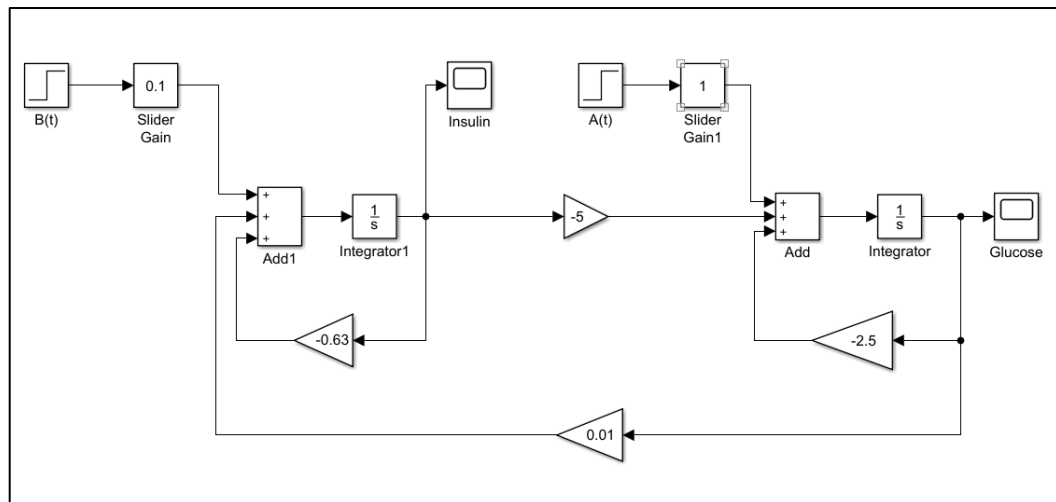 0.1
B(t)
Slider
Gain
Insulin
1
A(t)
Slider
Gain1
+
+
+
Add1
1
s
Integrator1
-5
+
+
+
Add
1
s
Integrator
Glucose
-0.63
-2.5
0.01